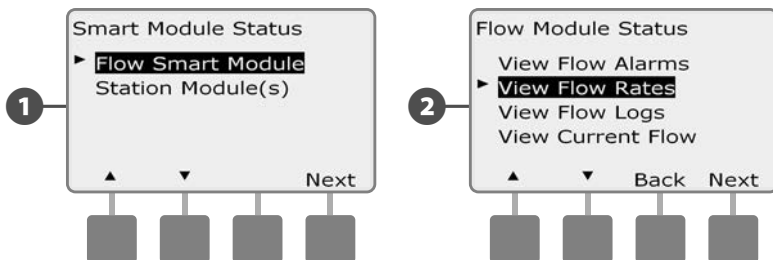 1
Smart Module Status
► Flow Smart Module
Station Module(s)
▲ ▼ Next
2
Flow Module Status
View Flow Alarms
► View Flow Rates
View Flow Logs
View Current Flow
▲ ▼ Back Next